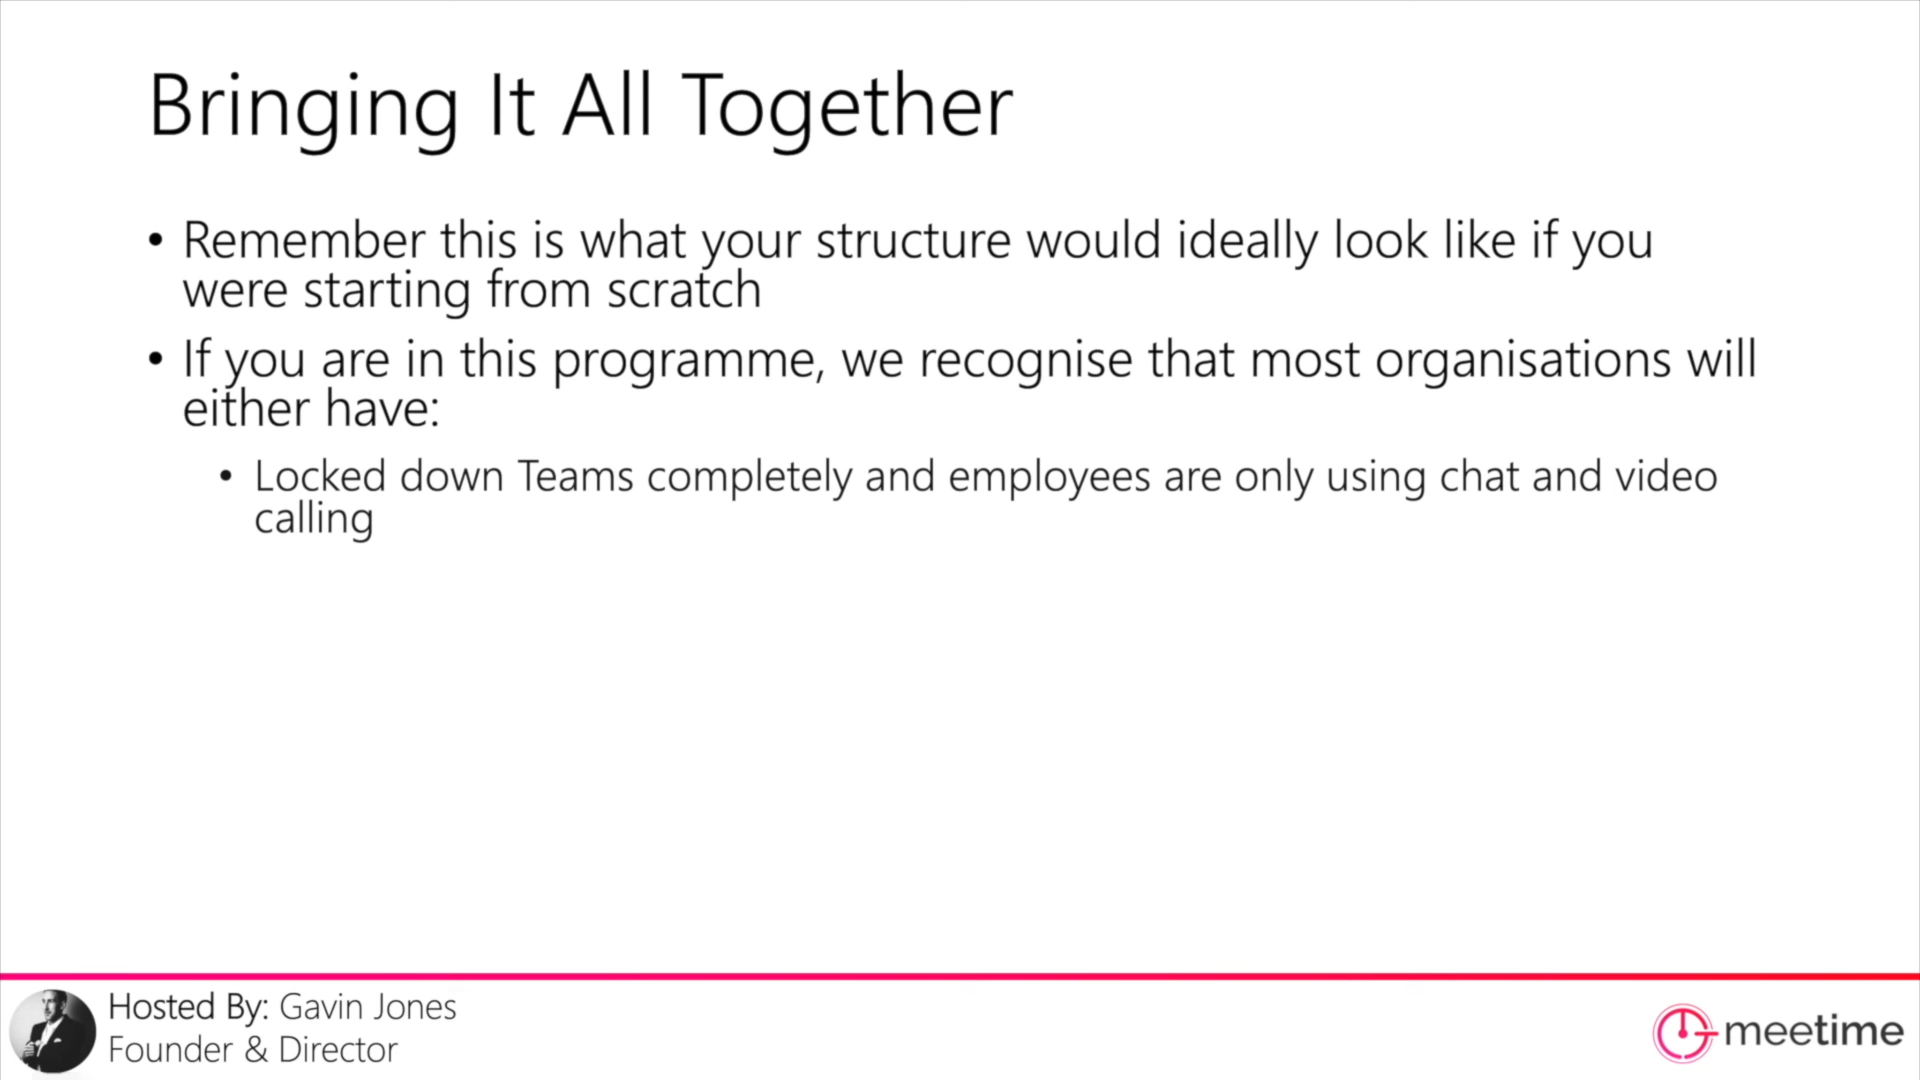 Bringing It All Together
• Remember this is what your structure would ideally look like if you
were starting from scratch
• If you are in this programme, we recognise that most organisations will
either have:
• Locked down Teams completely and employees are only using chat and video
calling
Hosted By: Gavin Jones
Founder & Director
meetime